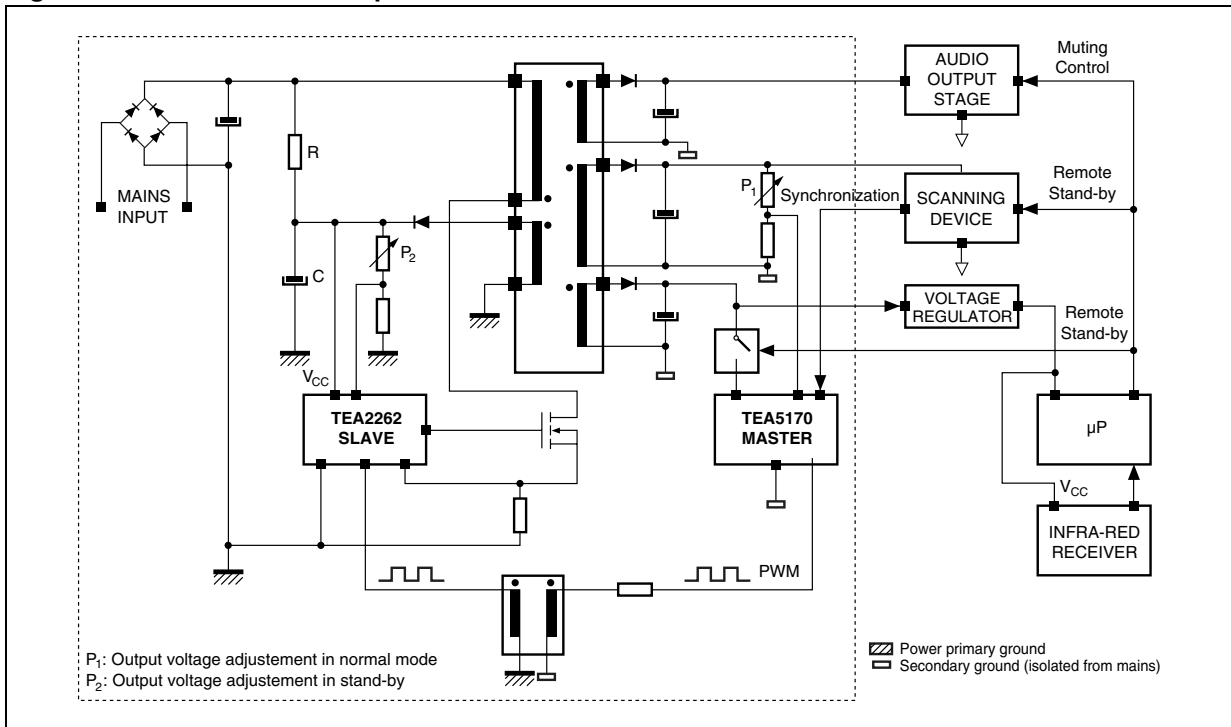 AUDIO
OUTPUT
STAGE
Muting
Control
R
MAINS
INPUT
P1
Synchronization
SCANNING
DEVICE
Remote
Stand-by
P2
C
VOLTAGE
REGULATOR
Remote
Stand-by
VCC
TEA2262
SLAVE
TEA5170
MASTER
µP
VCC
INFRA-RED
RECEIVER
PWM
P1: Output voltage adjustement in normal mode
P2: Output voltage adjustement in stand-by
Power primary ground
Secondary ground (isolated from mains)